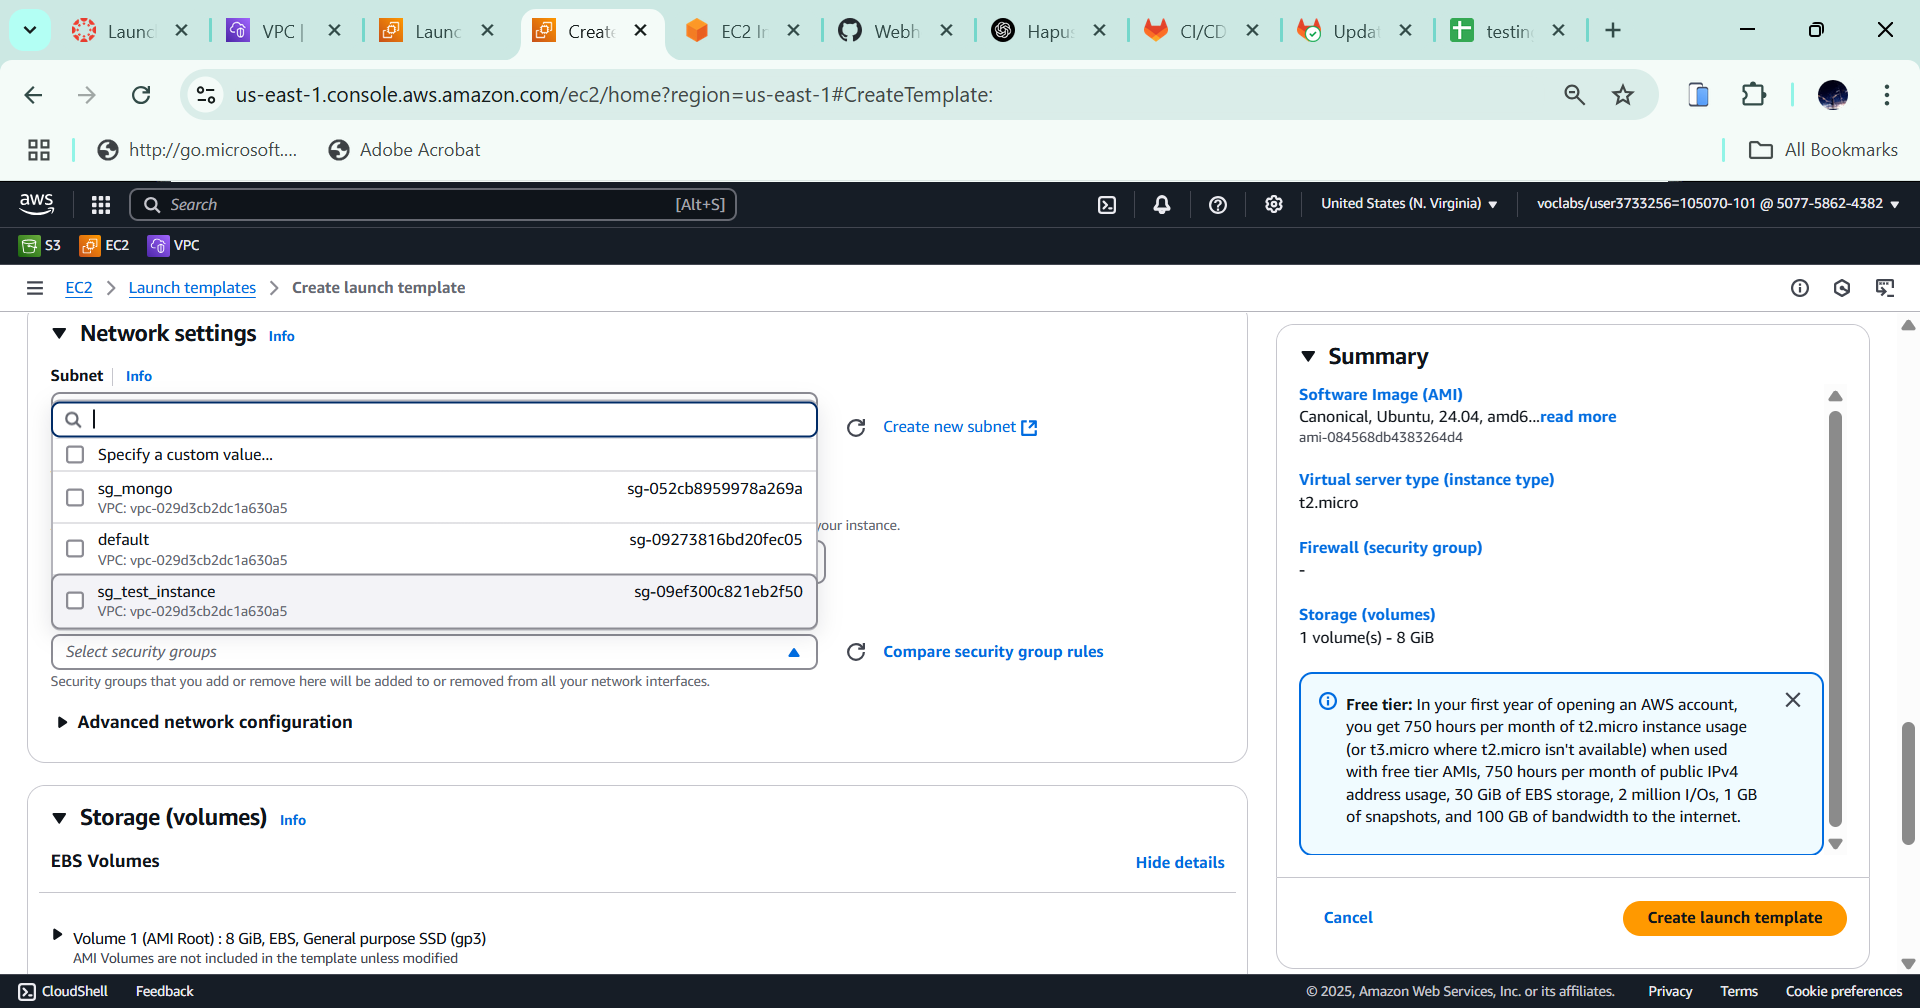 Launc
VPC |
Launc
Create
EC2 In
Webh
Hapus
CI/CD
Updat
testing
us-east-1.console.aws.amazon.com/ec2/home?region=us-east-1#CreateTemplate:
http://go.microsoft....
Adobe Acrobat
All Bookmarks
aws
Search
[Alt+S]
United States (N. Virginia)
voclabs/user3733256=105070-101 @ 5077-5862-4382
S3
EC2
VPC
EC2
Launch templates
Create launch template
Network settings Info
Subnet Info
Create new subnet
Specify a custom value...
sg_mongo sg-052cb8959978a269a
VPC: vpc-029d3cb2dc1a630a5
your instance.
default sg-09273816bd20fec05
VPC: vpc-029d3cb2dc1a630a5
sg_test_instance sg-09ef300c821eb2f50
VPC: vpc-029d3cb2dc1a630a5
Select security groups
Compare security group rules
Security groups that you add or remove here will be added to or removed from all your network interfaces.
Advanced network configuration
Storage (volumes) Info
EBS Volumes
Hide details
Volume 1 (AMI Root) : 8 GiB, EBS, General purpose SSD (gp3)
AMI Volumes are not included in the template unless modified
Summary
Software Image (AMI)
Canonical, Ubuntu, 24.04, amd6...read more
ami-084568db4383264d4
Virtual server type (instance type)
t2.micro
Firewall (security group)
-
Storage (volumes)
1 volume(s) - 8 GiB
Free tier: In your first year of opening an AWS account,
you get 750 hours per month of t2.micro instance usage
(or t3.micro where t2.micro isn't available) when used
with free tier AMIs, 750 hours per month of public IPv4
address usage, 30 GiB of EBS storage, 2 million I/Os, 1 GB
of snapshots, and 100 GB of bandwidth to the internet.
Cancel
Create launch template
CloudShell
Feedback
© 2025, Amazon Web Services, Inc. or its affiliates.
Privacy
Terms
Cookie preferences